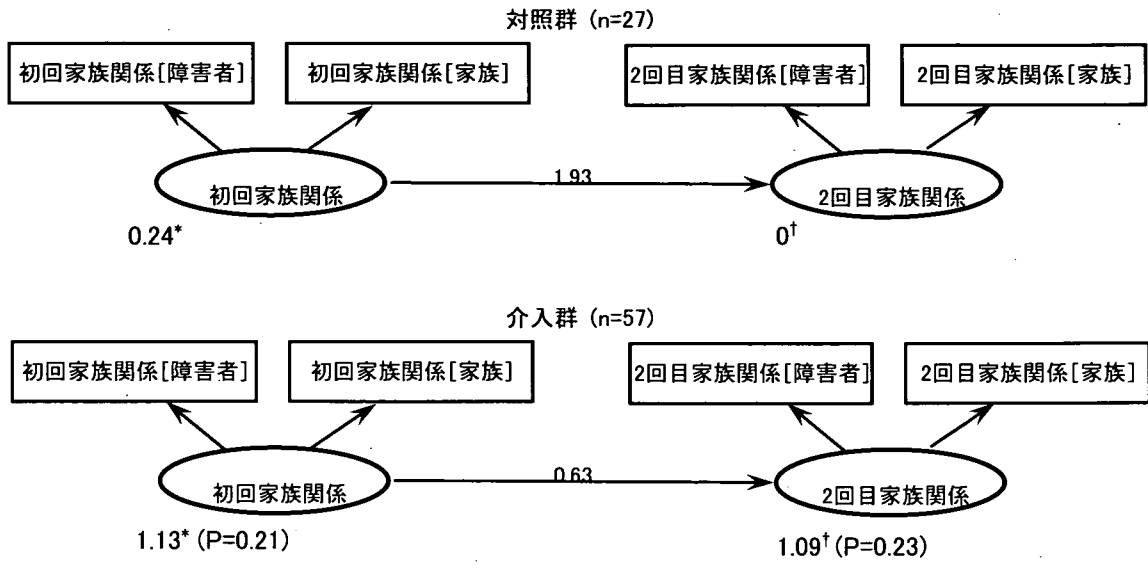 対照群 (n=27)
初回家族関係[障害者]
初回家族関係[家族]
2回目家族関係[障害者]
2回目家族関係[家族]
初回家族関係
1.93
2回目家族関係
0.24*
0†
介入群 (n=57)
初回家族関係[障害者]
初回家族関係[家族]
2回目家族関係[障害者]
2回目家族関係[家族]
初回家族関係
0.63
2回目家族関係
1.13* (P=0.21)
1.09† (P=0.23)